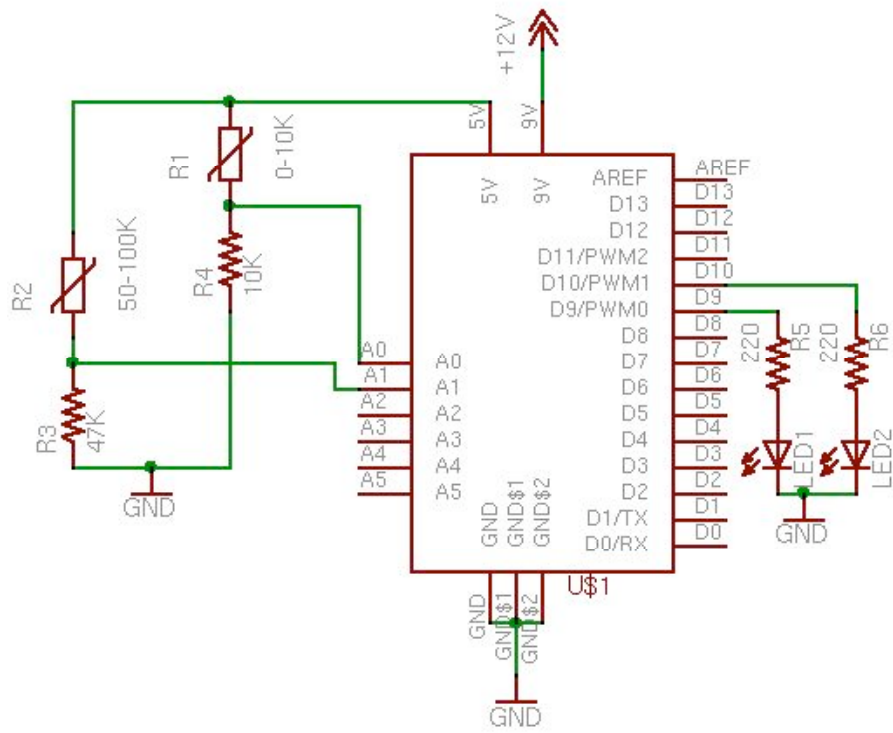 +12V
5V
9V
R1
0-10K
R2
50-100K
R4
10K
R3
47K
GND
A0
A1
A2
A3
A4
A5
5V
9V
A0
A1
A2
A3
A4
A5
GND
GND$1
GND$2
AREF
D13
D12
D11/PWM2
D10/PWM1
D9/PWM0
D8
D7
D6
D5
D4
D3
D2
D1/TX
D0/RX
AREF
D13
D12
D11
D10
D9
D8
D7
D6
D5
D4
D3
D2
D1
D0
220
R5
220
R6
LED1
LED2
GND
U$1
GND
GND$1
GND$2
GND